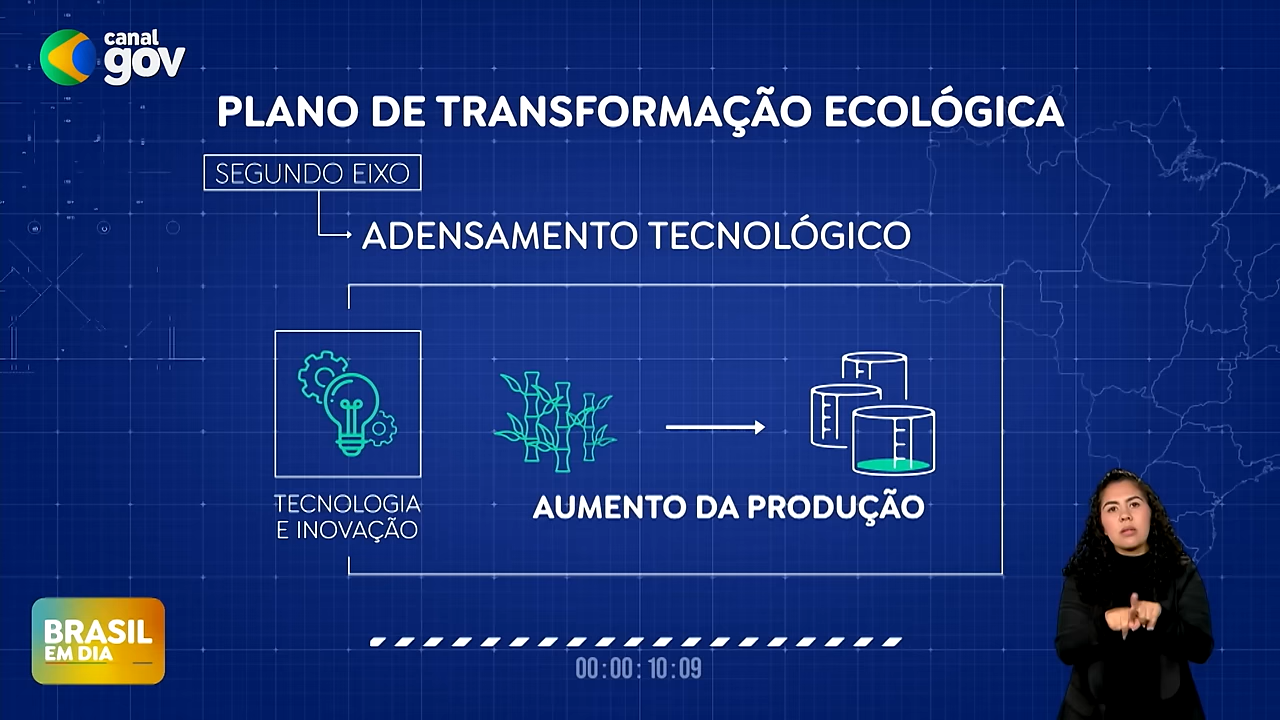 canal
gov
PLANO DE TRANSFORMAÇÃO ECOLÓGICA
SEGUNDO EIXO
ADENSAMENTO TECNOLÓGICO
TECNOLOGIA
E INOVAÇÃO
AUMENTO DA PRODUÇÃO
BRASIL
EM DIA
00:00:10:09